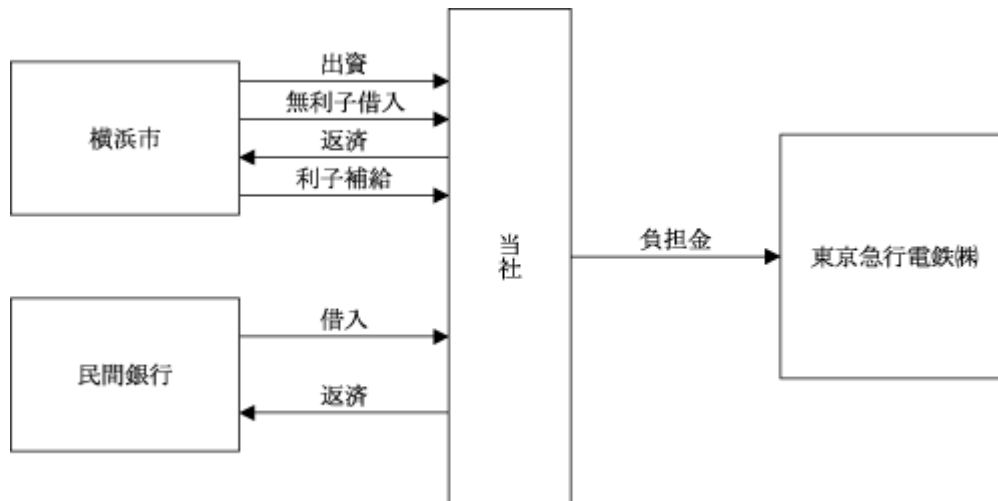 横浜市
出資
無利子借入
返済
利子補給
民間銀行
借入
返済
当社
負担金
東京急行電鉄㈱